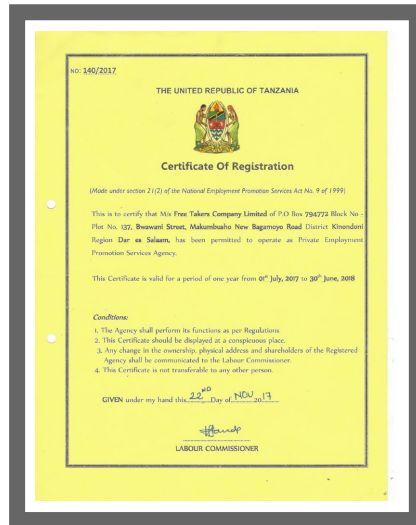 NO: 140/2017
THE UNITED REPUBLIC OF TANZANIA
Certificate Of Registration
(Made under section 21(2) of the National Employment Promotion Services Act No. 9 of 1999)
This is to certify that M/s Free Takers Company Limited of P.O Box 794772 Block No -
Plot No. 137, Bwawani Street, Makumbusho New Bagamoyo Road District Kinondoni
Region Dar es Salaam, has been permitted to operate as Private Employment
Promotion Services Agency.
This Certificate is valid for a period of one year from 01st July, 2017 to 30th June, 2018
Conditions:
1. The Agency shall perform its functions as per Regulations
2. This Certificate should be displayed at a conspicuous place.
3. Any change in the ownership, physical address and shareholders of the Registered
Agency shall be communicated to the Labour Commissioner.
4. This Certificate is not transferable to any other person.
GIVEN under my hand this 22ND Day of NOV 2017
LABOUR COMMISSIONER